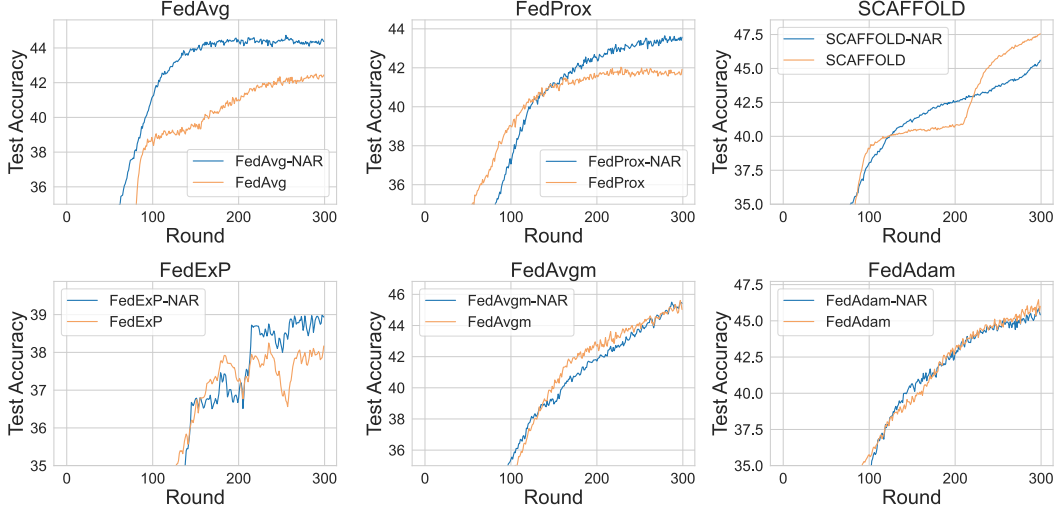 FedAvg
Test Accuracy
44
42
40
38
36
FedAvg-NAR
FedAvg
0 100 200 300
Round
FedProx
Test Accuracy
44
42
40
38
36
FedProx-NAR
FedProx
0 100 200 300
Round
SCAFFOLD
Test Accuracy
47.5
45.0
42.5
40.0
37.5
35.0
SCAFFOLD-NAR
SCAFFOLD
0 100 200 300
Round
FedExP
Test Accuracy
39
38
37
36
35
FedExP-NAR
FedExP
0 100 200 300
Round
FedAvgm
Test Accuracy
46
44
42
40
38
36
FedAvgm-NAR
FedAvgm
0 100 200 300
Round
FedAdam
Test Accuracy
47.5
45.0
42.5
40.0
37.5
35.0
FedAdam-NAR
FedAdam
0 100 200 300
Round